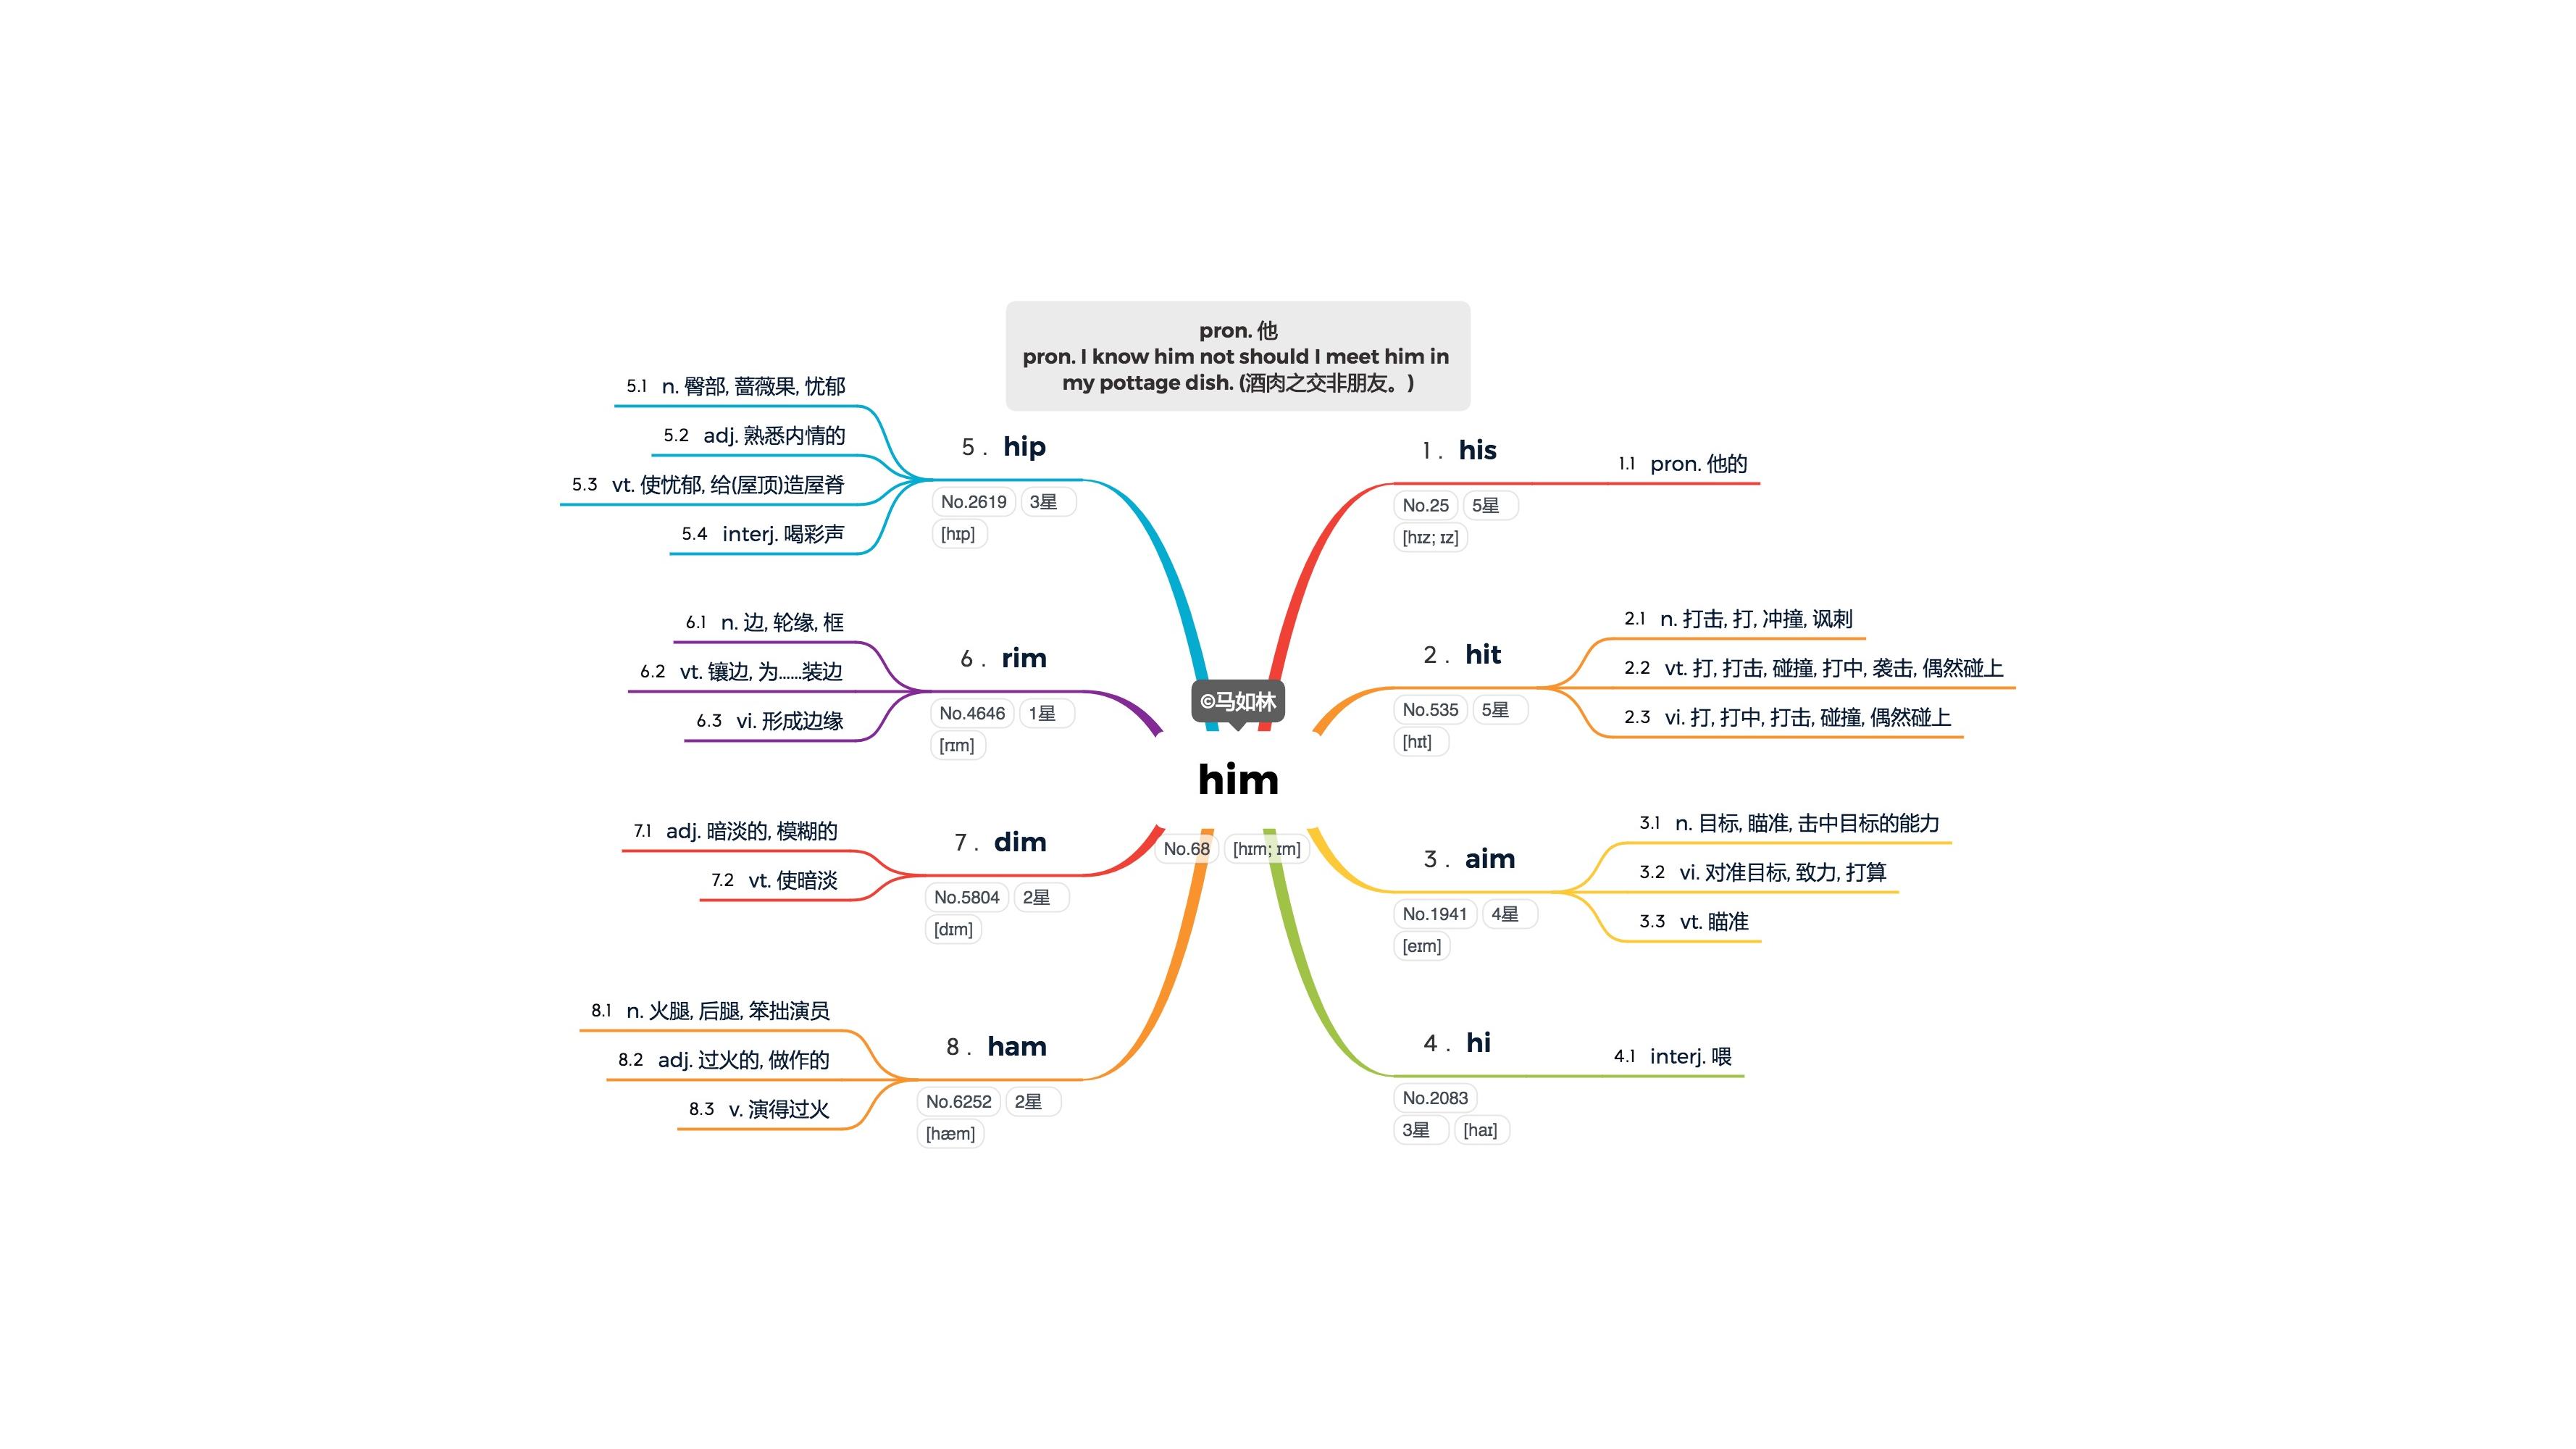 pron. 他
pron. I know him not should I meet him in
my pottage dish. (酒肉之交非朋友。)
©马如林
him
No.68 [hɪm; ɪm]
1. his
No.25 5星
[hɪz; ɪz]
1.1 pron. 他的
2. hit
No.535 5星
[hɪt]
2.1 n. 打击, 打, 冲撞, 讽刺
2.2 vt. 打, 打击, 碰撞, 打中, 袭击, 偶然碰上
2.3 vi. 打, 打中, 打击, 碰撞, 偶然碰上
3. aim
No.1941 4星
[eɪm]
3.1 n. 目标, 瞄准, 击中目标的能力
3.2 vi. 对准目标, 致力, 打算
3.3 vt. 瞄准
4. hi
No.2083
3星 [haɪ]
4.1 interj. 喂
5. hip
No.2619 3星
[hɪp]
5.1 n. 臀部, 蔷薇果, 忧郁
5.2 adj. 熟悉内情的
5.3 vt. 使忧郁, 给(屋顶)造屋脊
5.4 interj. 喝彩声
6. rim
No.4646 1星
[rɪm]
6.1 n. 边, 轮缘, 框
6.2 vt. 镶边, 为……装边
6.3 vi. 形成边缘
7. dim
No.5804 2星
[dɪm]
7.1 adj. 暗淡的, 模糊的
7.2 vt. 使暗淡
8. ham
No.6252 2星
[hæm]
8.1 n. 火腿, 后腿, 笨拙演员
8.2 adj. 过火的, 做作的
8.3 v. 演得过火